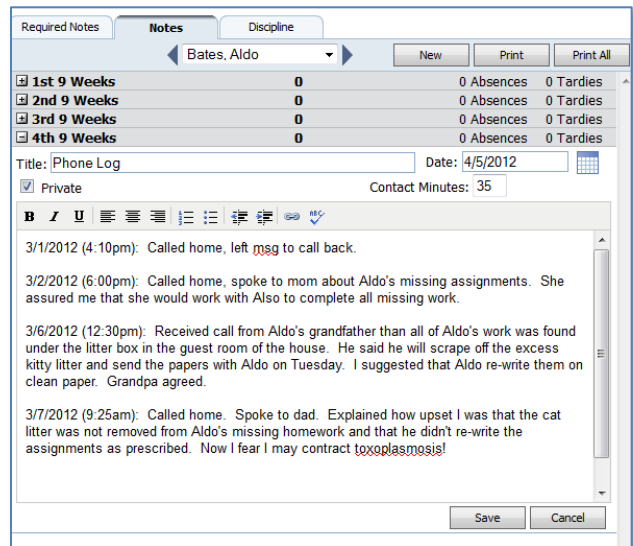 Required Notes Notes Discipline
Bates, Aldo New Print Print All
1st 9 Weeks 0 0 Absences 0 Tardies
2nd 9 Weeks 0 0 Absences 0 Tardies
3rd 9 Weeks 0 0 Absences 0 Tardies
4th 9 Weeks 0 0 Absences 0 Tardies
Title: Phone Log Date: 4/5/2012
Private Contact Minutes: 35
B I U ABC
3/1/2012 (4:10pm): Called home, left msg to call back.
3/2/2012 (6:00pm): Called home, spoke to mom about Aldo's missing assignments. She
assured me that she would work with Also to complete all missing work.
3/6/2012 (12:30pm): Received call from Aldo's grandfather than all of Aldo's work was found
under the litter box in the guest room of the house. He said he will scrape off the excess
kitty litter and send the papers with Aldo on Tuesday. I suggested that Aldo re-write them on
clean paper. Grandpa agreed.
3/7/2012 (9:25am): Called home. Spoke to dad. Explained how upset I was that the cat
litter was not removed from Aldo's missing homework and that he didn't re-write the
assignments as prescribed. Now I fear I may contract toxoplasmosis!
Save Cancel